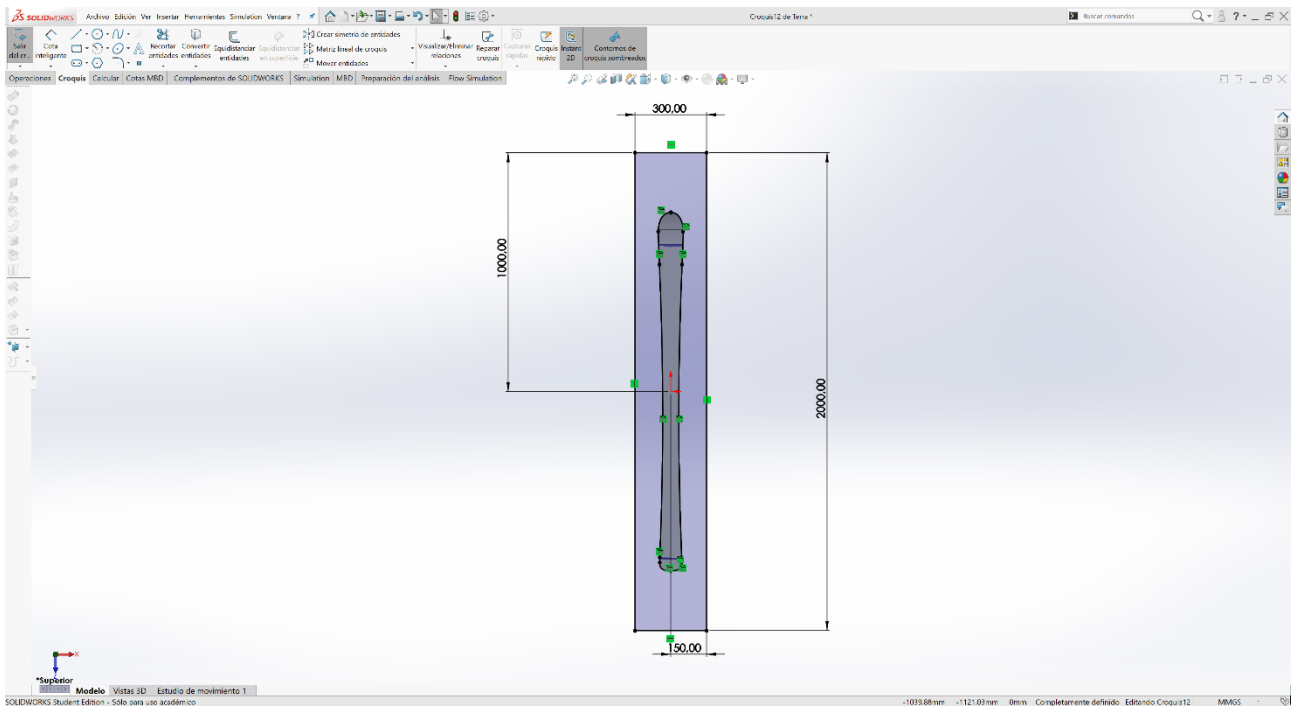 SOLIDWORKS Archivo Edición Ver Insertar Herramientas Simulation Ventana ? Croquis12 de Terna * Buscar comandos
Salir del cr... Cota inteligente Recortar entidades Convertir entidades Equidistanciar entidades Equidistanciar en superficie Crear simetría de entidades Matriz lineal de croquis Mover entidades Visualizar/Eliminar relaciones Reparar croquis Capturas rápidas Croquis rápido Instant 2D Contornos de croquis sombreados
Operaciones Croquis Calcular Cotas MBD Complementos de SOLIDWORKS Simulation MBD Preparación del análisis Flow Simulation
300,00
1000,00
2000,00
150,00
X
*Superior
Modelo Vistas 3D Estudio de movimiento 1
SOLIDWORKS Student Edition - Sólo para uso académico -1039.88mm -1121.03mm 0mm Completamente definido Editando Croquis12 MMGS